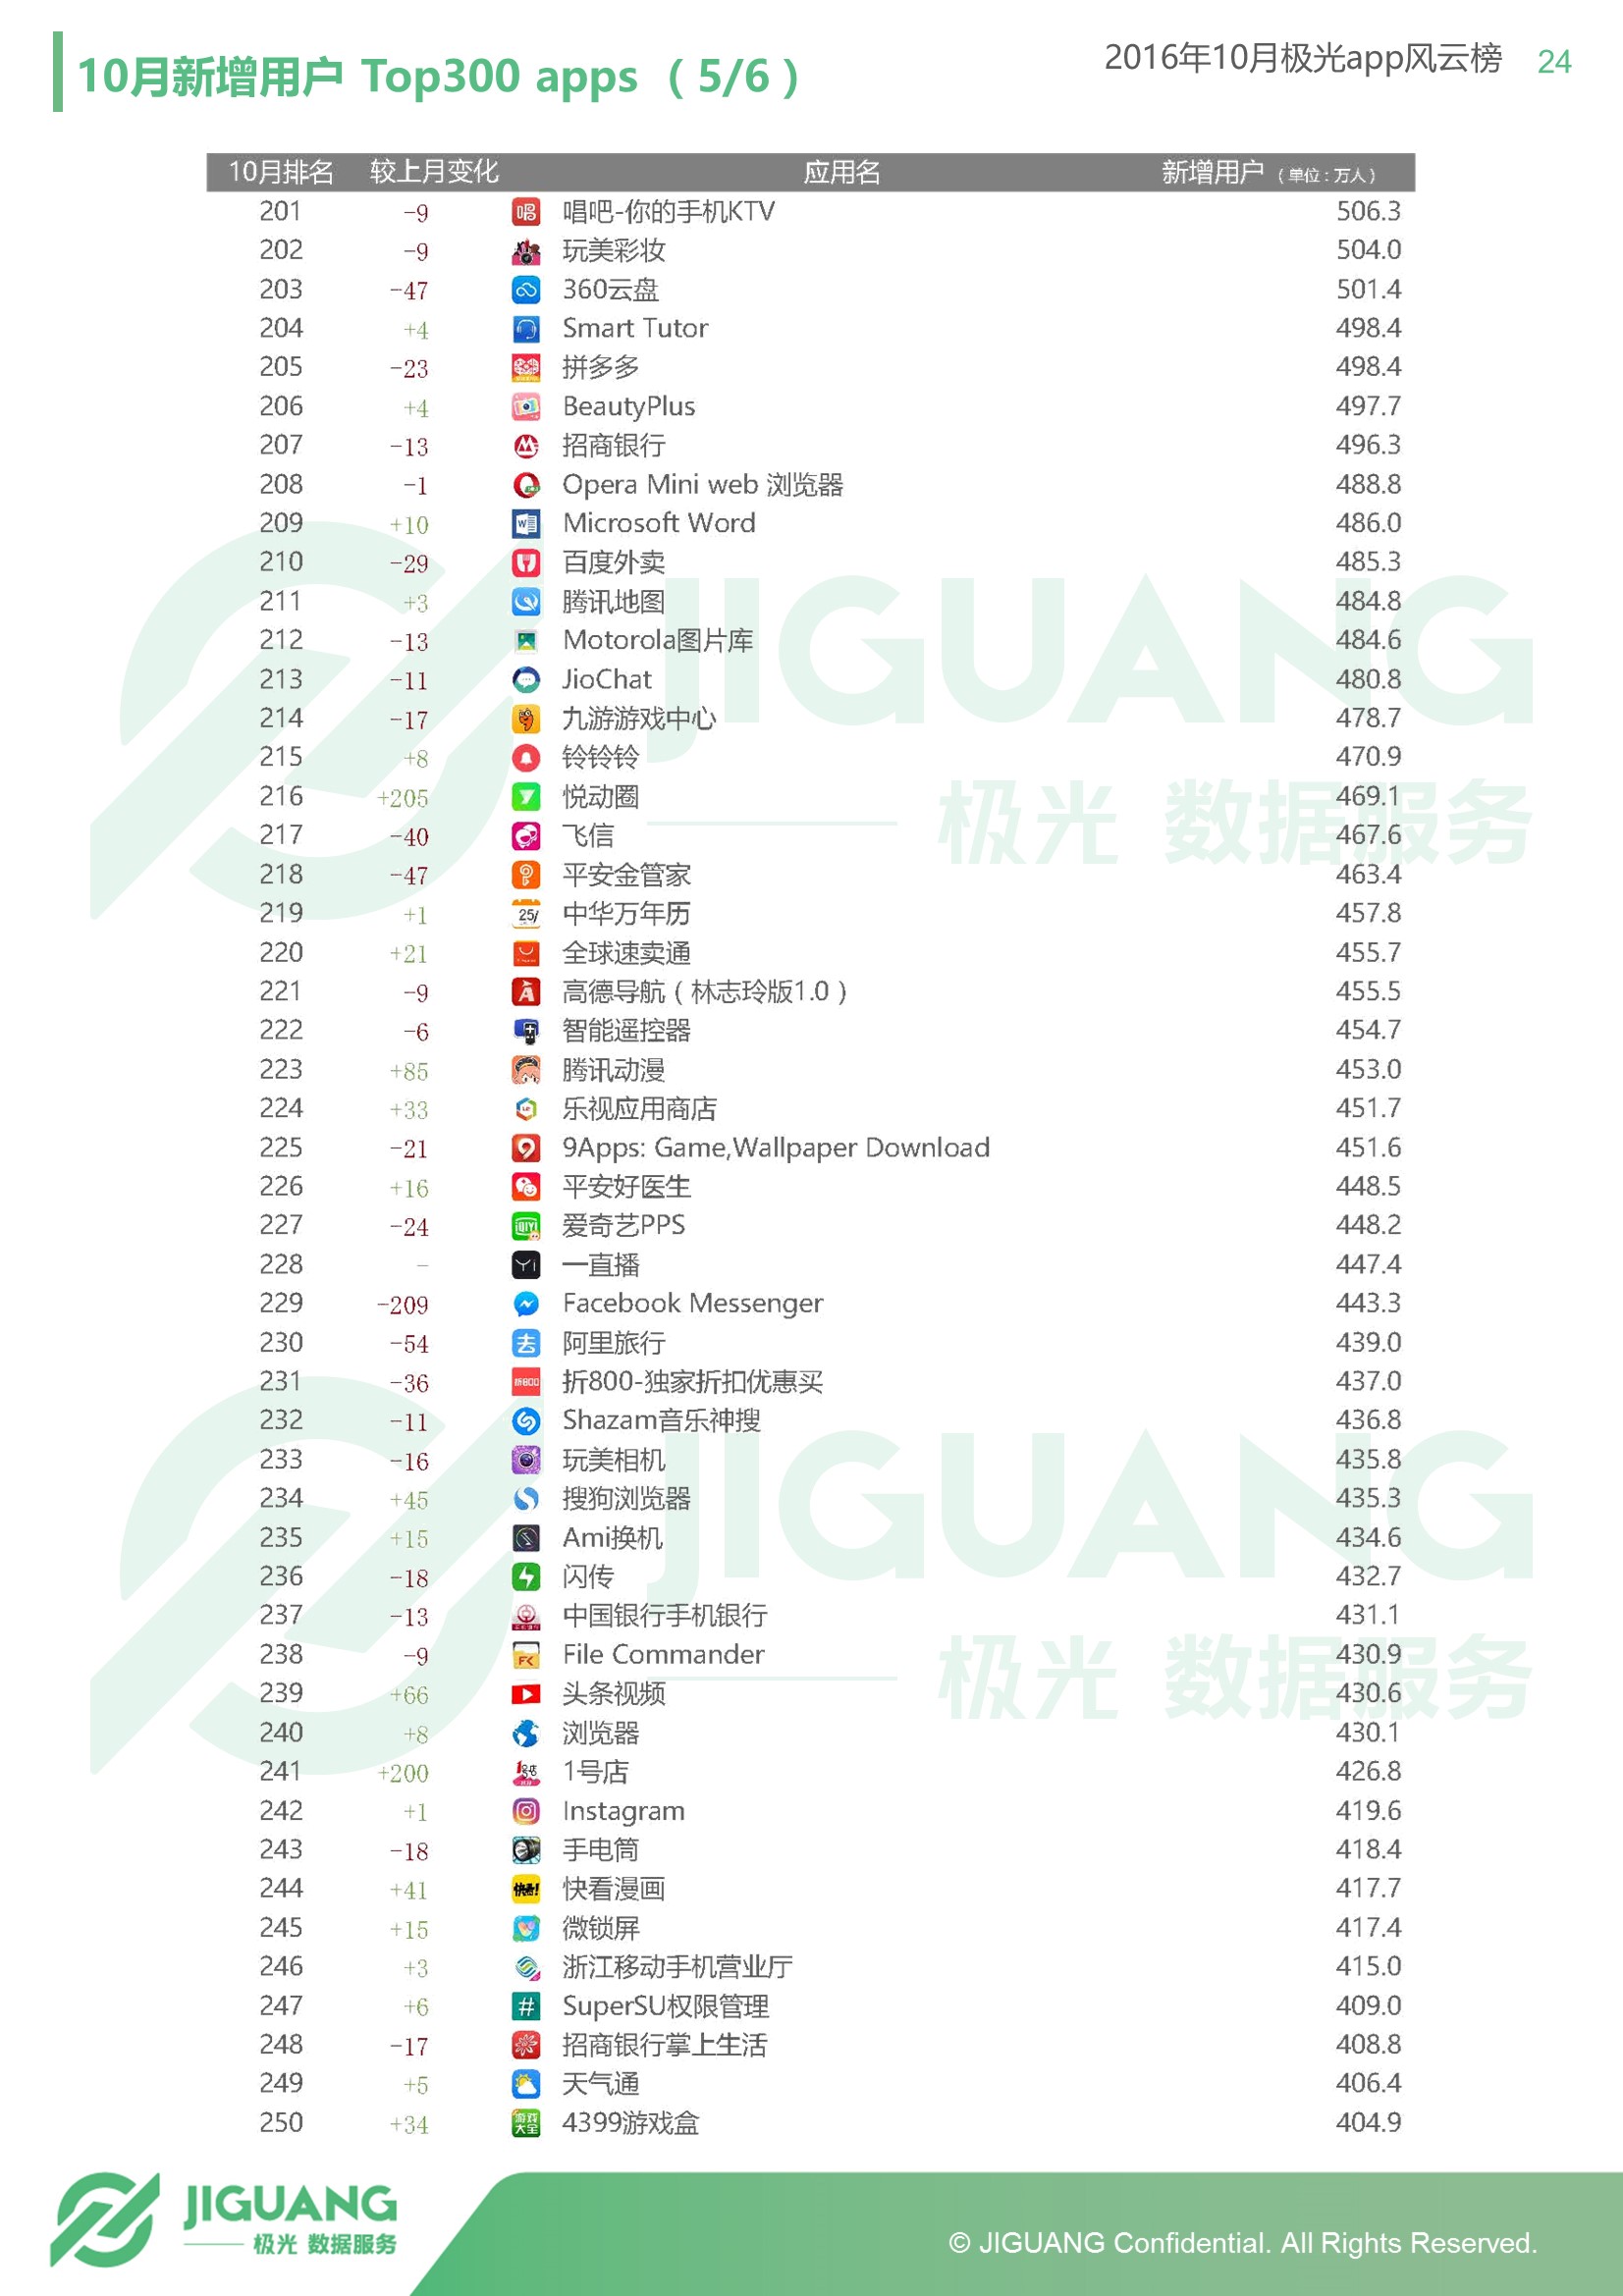 10月新增用户 Top300 apps （5/6）
2016年10月极光app风云榜 24
10月排名 较上月变化 应用名 新增用户（单位：万人）
201 -9 唱吧-你的手机KTV 506.3
202 -9 玩美彩妆 504.0
203 -47 360云盘 501.4
204 +4 Smart Tutor 498.4
205 -23 拼多多 498.4
206 +4 BeautyPlus 497.7
207 -13 招商银行 496.3
208 -1 Opera Mini web 浏览器 488.8
209 +10 Microsoft Word 486.0
210 -29 百度外卖 485.3
211 +3 腾讯地图 484.8
212 -13 Motorola图片库 484.6
213 -11 JioChat 480.8
214 -17 九游游戏中心 478.7
215 +8 铃铃铃 470.9
216 +205 悦动圈 469.1
217 -40 飞信 467.6
218 -47 平安金管家 463.4
219 +1 中华万年历 457.8
220 +21 全球速卖通 455.7
221 -9 高德导航（林志玲版1.0） 455.5
222 -6 智能遥控器 454.7
223 +85 腾讯动漫 453.0
224 +33 乐视应用商店 451.7
225 -21 9Apps: Game,Wallpaper Download 451.6
226 +16 平安好医生 448.5
227 -24 爱奇艺PPS 448.2
228 - 一直播 447.4
229 -209 Facebook Messenger 443.3
230 -54 阿里旅行 439.0
231 -36 折800-独家折扣优惠买 437.0
232 -11 Shazam音乐神搜 436.8
233 -16 玩美相机 435.8
234 +45 搜狗浏览器 435.3
235 +15 Ami换机 434.6
236 -18 闪传 432.7
237 -13 中国银行手机银行 431.1
238 -9 File Commander 430.9
239 +66 头条视频 430.6
240 +8 浏览器 430.1
241 +200 1号店 426.8
242 +1 Instagram 419.6
243 -18 手电筒 418.4
244 +41 快看漫画 417.7
245 +15 微锁屏 417.4
246 +3 浙江移动手机营业厅 415.0
247 +6 SuperSU权限管理 409.0
248 -17 招商银行掌上生活 408.8
249 +5 天气通 406.4
250 +34 4399游戏盒 404.9
JIGUANG
极光 数据服务
JIGUANG
极光 数据服务
JIGUANG
极光 数据服务
© JIGUANG Confidential. All Rights Reserved.